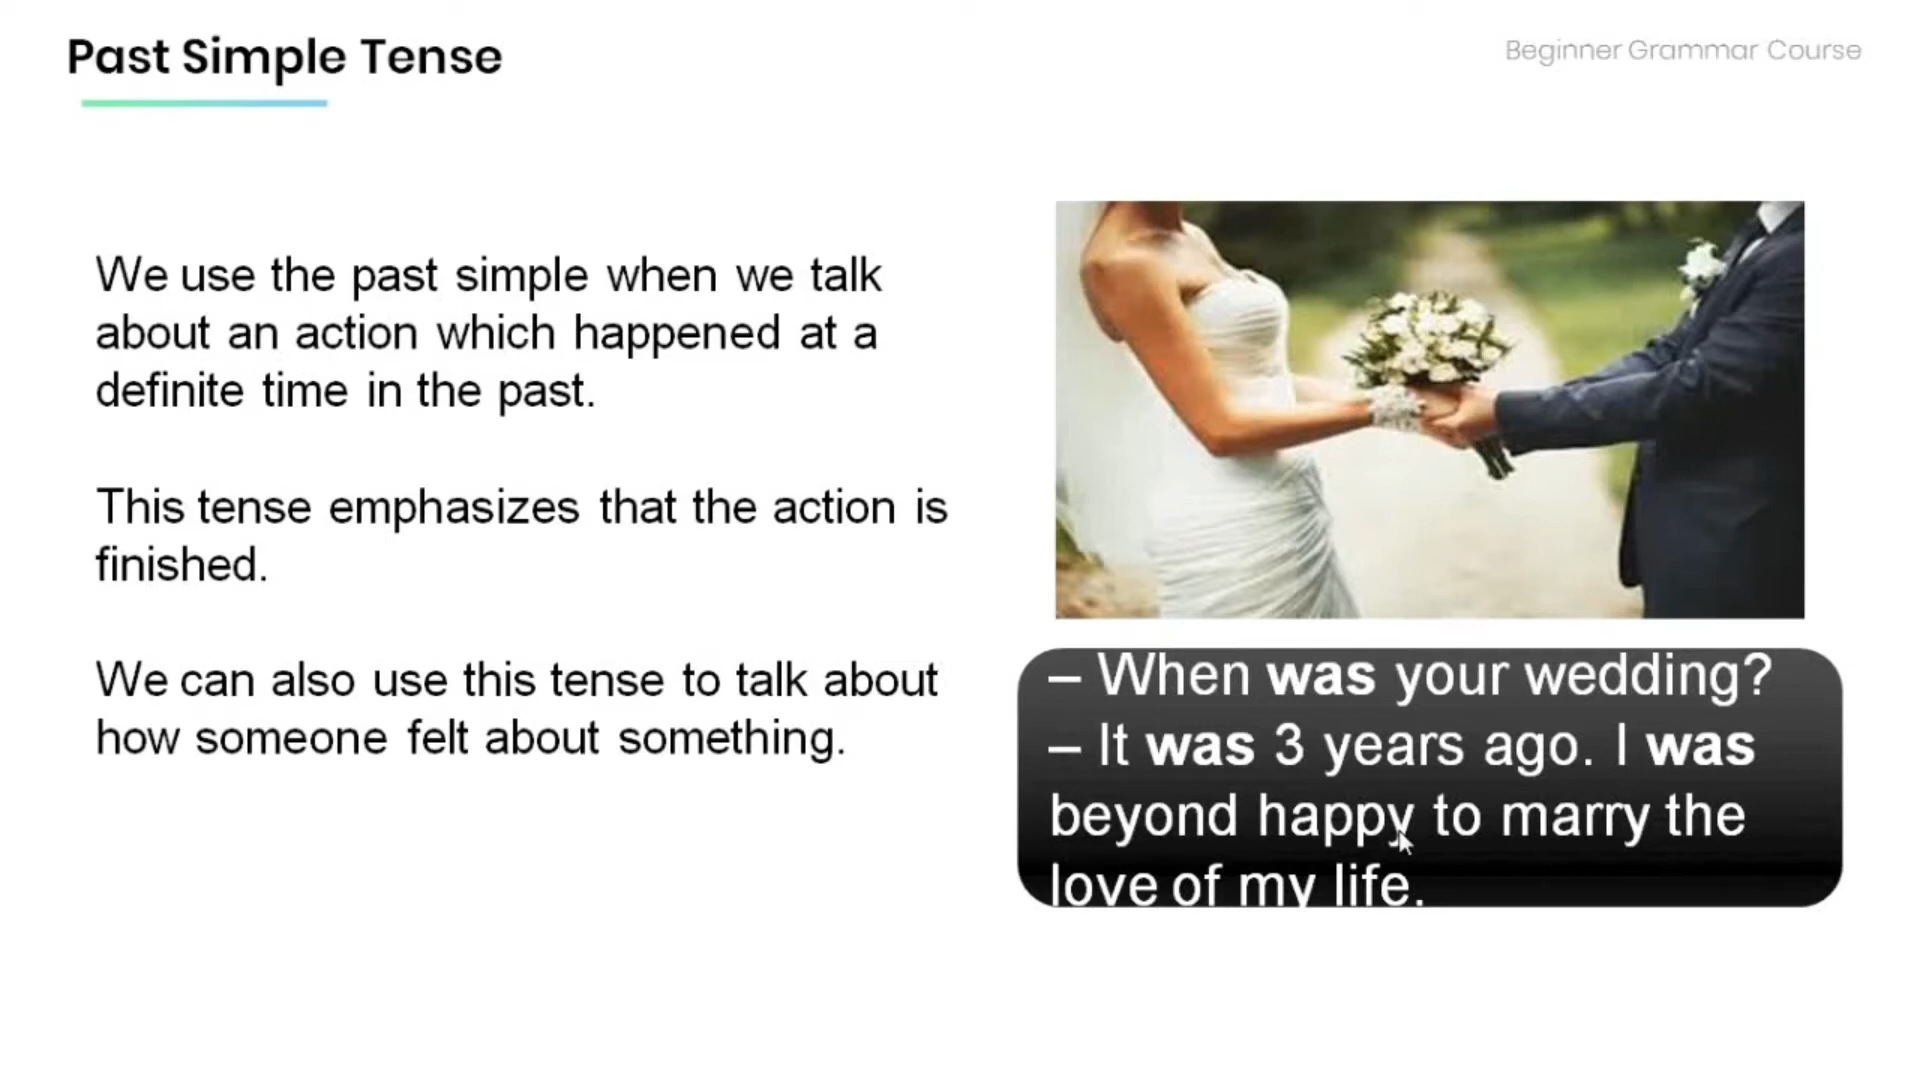 Past Simple Tense
Beginner Grammar Course
We use the past simple when we talk
about an action which happened at a
definite time in the past.
This tense emphasizes that the action is
finished.
We can also use this tense to talk about
how someone felt about something.
– When was your wedding?
– It was 3 years ago. I was
beyond happy to marry the
love of my life.